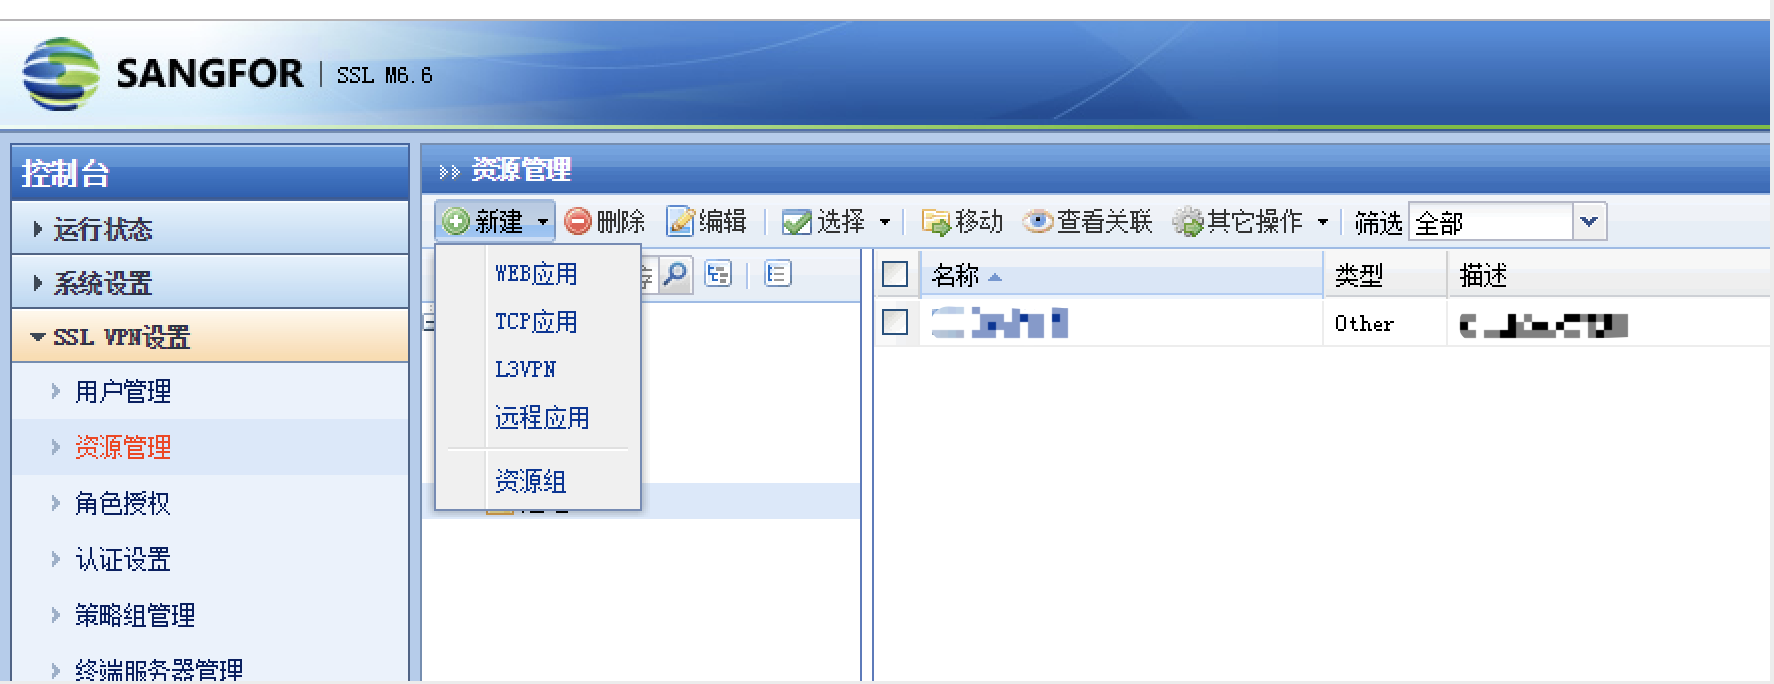 SANGFOR | SSL M6.6
控制台
运行状态
系统设置
SSL VPN设置
用户管理
资源管理
角色授权
认证设置
策略组管理
终端服务器管理
资源管理
新建 删除 编辑 选择 移动 查看关联 其它操作 筛选 全部
WEB应用
TCP应用
L3VPN
远程应用
资源组
名称 类型 描述
Other